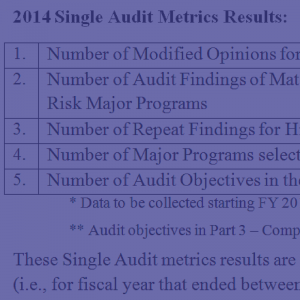 2014 Single Audit Metrics Results:
1. Number of Modified Opinions for
2. Number of Audit Findings of Mat
Risk Major Programs
3. Number of Repeat Findings for H
4. Number of Major Programs select
5. Number of Audit Objectives in the
* Data to be collected starting FY 20
** Audit objectives in Part 3 – Comp
These Single Audit metrics results are
(i.e., for fiscal year that ended between